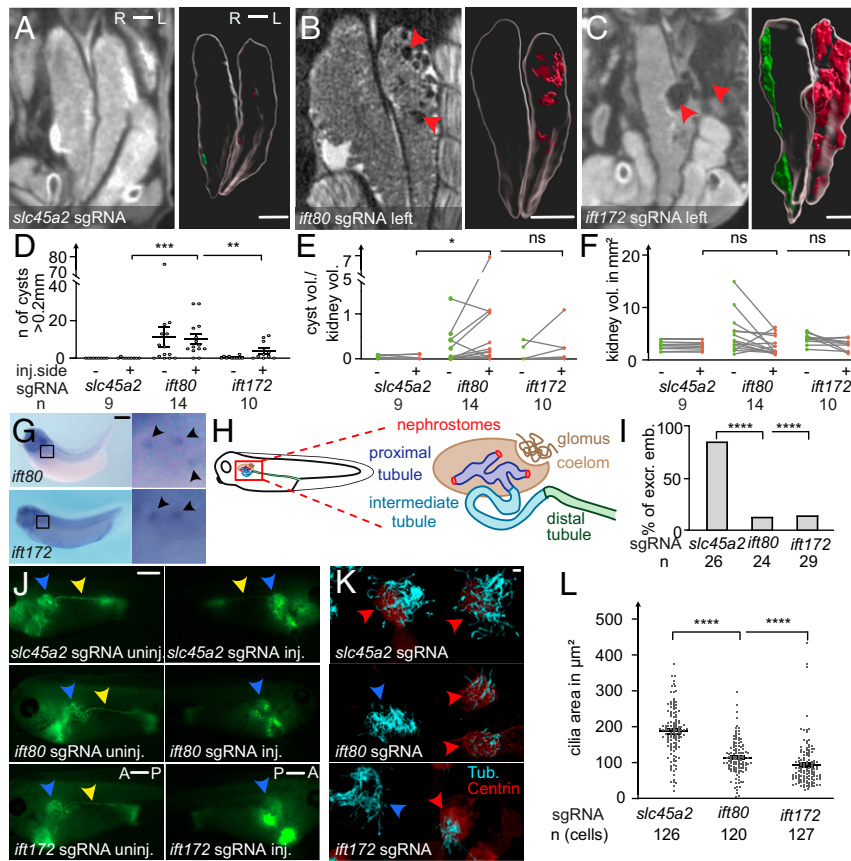 A
R L
slc45a2 sgRNA
B
ift80 sgRNA left
C
ift172 sgRNA left
D
n of cysts
>0.2mm
80
70
40
20
0
***
**
inj.side - + - + - +
sgRNA slc45a2 ift80 ift172
n 9 14 10
E
cyst vol./
kidney vol.
7
6
1
0
*
ns
- + - + - +
slc45a2 ift80 ift172
9 14 10
F
kidney vol. in mm²
20
10
0
ns
ns
- + - + - +
slc45a2 ift80 ift172
9 14 10
G
ift80
ift172
H
nephrostomes
proximal
tubule
intermediate
tubule
glomus
coelom
distal
tubule
I
% of excr. emb.
100
50
0
****
****
sgRNA slc45a2 ift80 ift172
n 26 24 29
J
slc45a2 sgRNA uninj.
slc45a2 sgRNA inj.
ift80 sgRNA uninj.
ift80 sgRNA inj.
A P
P A
ift172 sgRNA uninj.
ift172 sgRNA inj.
K
slc45a2 sgRNA
ift80 sgRNA
Tub.
Centrin
ift172 sgRNA
L
cilia area in µm²
500
400
300
200
100
0
****
****
sgRNA slc45a2 ift80 ift172
n (cells) 126 120 127